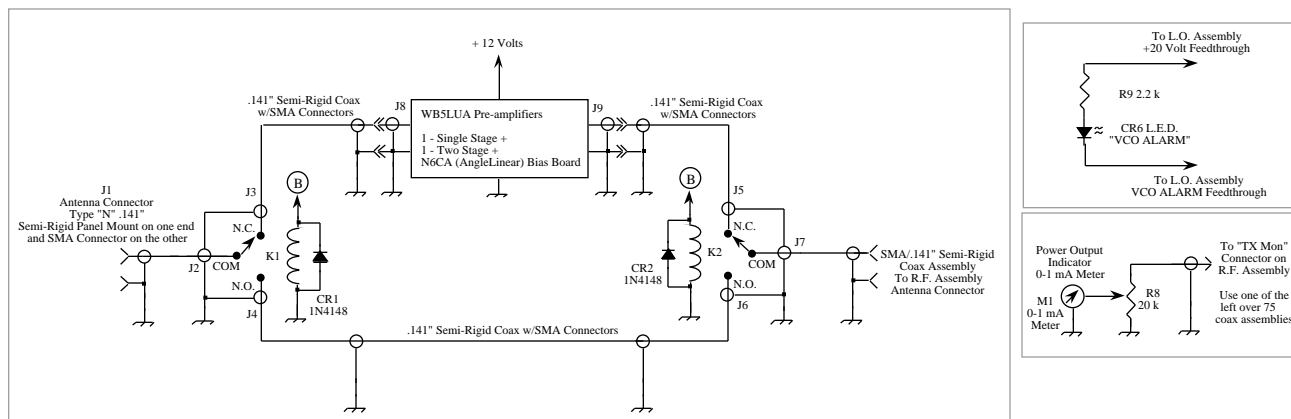 + 12 Volts
.141" Semi-Rigid Coax
w/SMA Connectors
J8
WB5LUA Pre-amplifiers
1 - Single Stage +
1 - Two Stage +
N6CA (AngleLinear) Bias Board
J9
.141" Semi-Rigid Coax
w/SMA Connectors
J1
Antenna Connector
Type "N" .141"
Semi-Rigid Panel Mount on one end
and SMA Connector on the other
J3
N.C.
J2
COM
N.O.
J4
B
K1
CR1
1N4148
B
K2
CR2
1N4148
J5
N.C.
J7
COM
N.O.
J6
SMA/.141" Semi-Rigid
Coax Assembly
To R.F. Assembly
Antenna Connector
.141" Semi-Rigid Coax w/SMA Connectors
To L.O. Assembly
+20 Volt Feedthrough
R9 2.2 k
CR6 L.E.D.
"VCO ALARM"
To L.O. Assembly
VCO ALARM Feedthrough
Power Output
Indicator
0-1 mA Meter
M1
0-1 mA
Meter
R8
20 k
To "TX Mon"
Connector on
R.F. Assembly
Use one of the
left over 75
coax assemblies